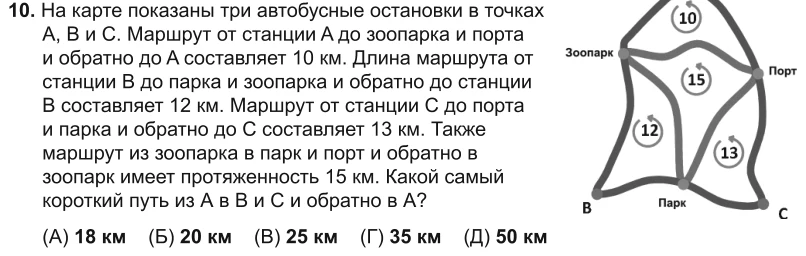 10. На карте показаны три автобусные остановки в точках
А, В и С. Маршрут от станции А до зоопарка и порта
и обратно до А составляет 10 км. Длина маршрута от
станции В до парка и зоопарка и обратно до станции
В составляет 12 км. Маршрут от станции С до порта
и парка и обратно до С составляет 13 км. Также
маршрут из зоопарка в парк и порт и обратно в
зоопарк имеет протяженность 15 км. Какой самый
короткий путь из А в В и С и обратно в А?
(А) 18 км (Б) 20 км (В) 25 км (Г) 35 км (Д) 50 км
10
Зоопарк
Порт
15
12
13
В
Парк
С